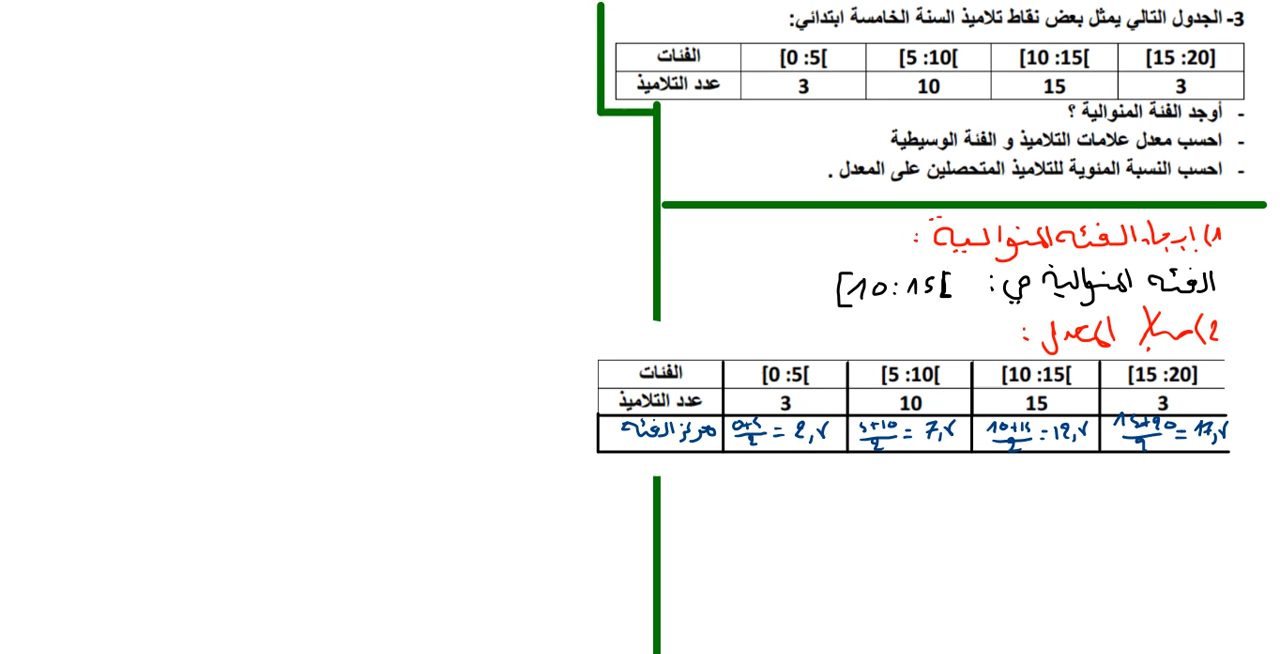 3- الجدول التالي يمثل بعض نقاط تلاميذ السنة الخامسة ابتدائي:
الفئات [0 :5[ [5 :10[ [10 :15[ [15 :20]
عدد التلاميذ 3 10 15 3
- أوجد الفئة المنوالية ؟
- احسب معدل علامات التلاميذ و الفئة الوسيطية
- احسب النسبة المئوية للتلاميذ المتحصلين على المعدل .
1) ايجاد الفئة المنوالية :
الفئة المنوالية هي: [10:15[
2) حساب المعدل :
الفئات [0 :5[ [5 :10[ [10 :15[ [15 :20]
عدد التلاميذ 3 10 15 3
مركز الفئة 0+5/2 = 2,5 5+10/2 = 7,5 10+15/2 = 12,5 15+20/2 = 17,5